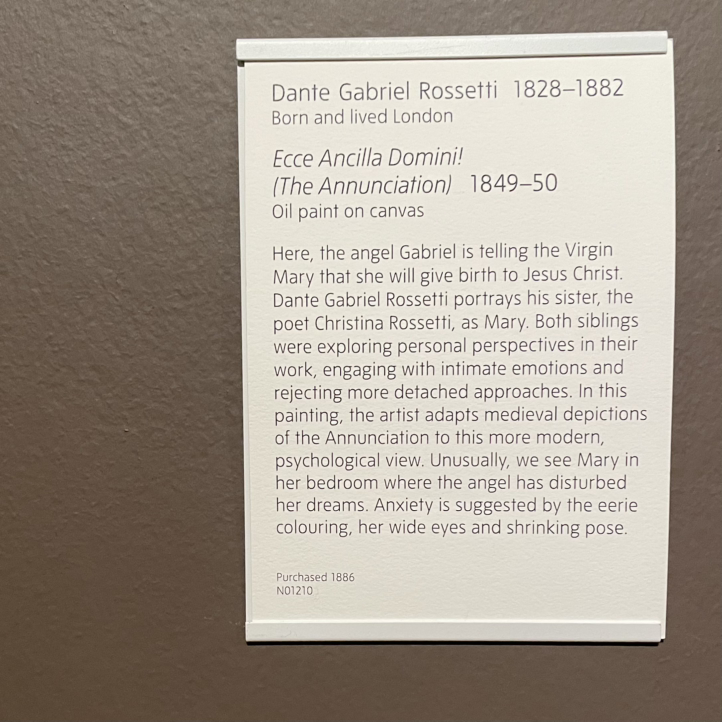 Dante Gabriel Rossetti 1828–1882
Born and lived London
Ecce Ancilla Domini!
(The Annunciation) 1849–50
Oil paint on canvas
Here, the angel Gabriel is telling the Virgin
Mary that she will give birth to Jesus Christ.
Dante Gabriel Rossetti portrays his sister, the
poet Christina Rossetti, as Mary. Both siblings
were exploring personal perspectives in their
work, engaging with intimate emotions and
rejecting more detached approaches. In this
painting, the artist adapts medieval depictions
of the Annunciation to this more modern,
psychological view. Unusually, we see Mary in
her bedroom where the angel has disturbed
her dreams. Anxiety is suggested by the eerie
colouring, her wide eyes and shrinking pose.
Purchased 1886
N01210